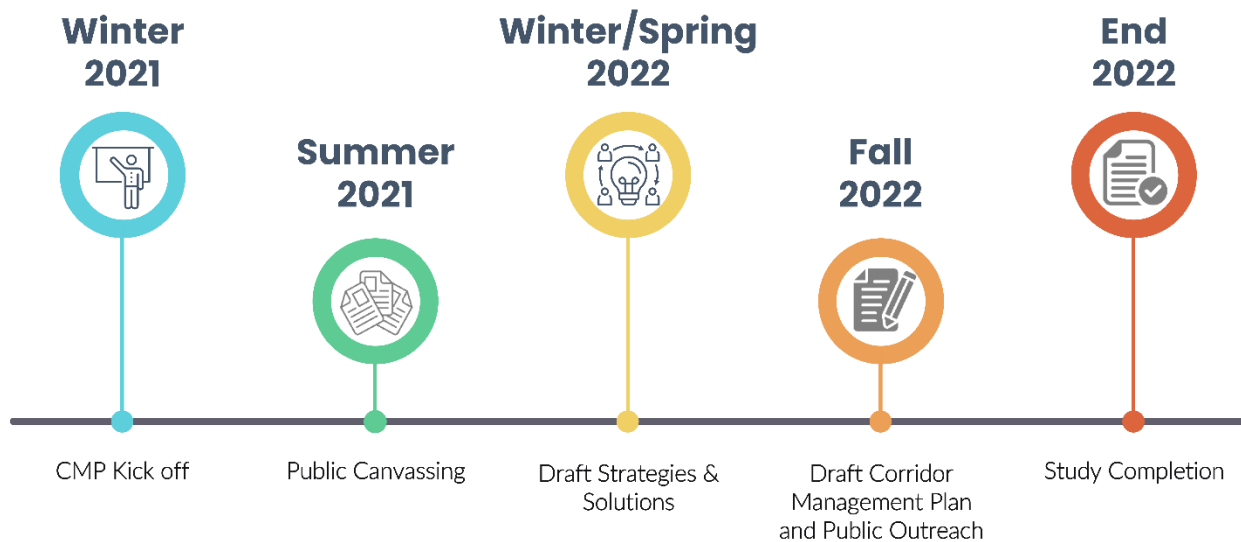 Winter
2021
CMP Kick off
Summer
2021
Public Canvassing
Winter/Spring
2022
Draft Strategies &
Solutions
Fall
2022
Draft Corridor
Management Plan
and Public Outreach
End
2022
Study Completion